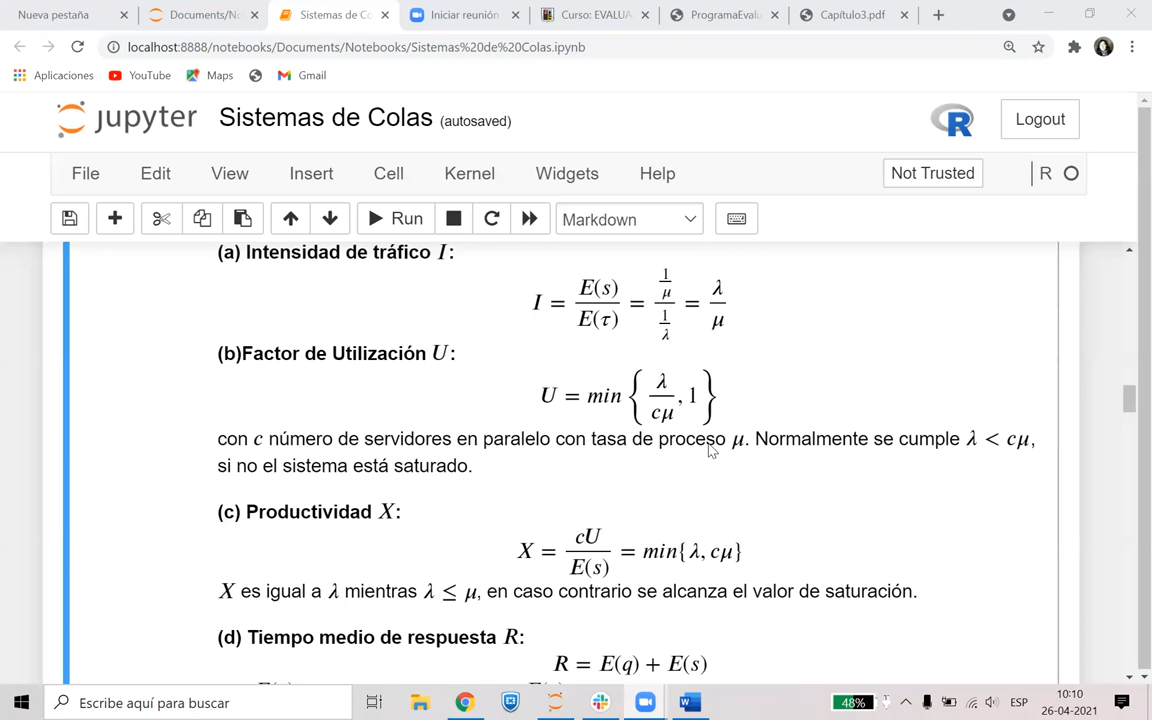 Nueva pestaña
Documents/No
Sistemas de Co
Iniciar reunión
Curso: EVALUA
ProgramaEvalu
Capítulo3.pdf
localhost:8888/notebooks/Documents/Notebooks/Sistemas%20de%20Colas.ipynb
Aplicaciones YouTube Maps Gmail
jupyter Sistemas de Colas (autosaved) R Logout
File Edit View Insert Cell Kernel Widgets Help Not Trusted R
Run Markdown
(a) Intensidad de tráfico I:
I = E(s)/E(τ) = (1/μ)/(1/λ) = λ/μ
(b)Factor de Utilización U:
U = min { λ/cμ , 1 }
con c número de servidores en paralelo con tasa de proceso μ. Normalmente se cumple λ < cμ,
si no el sistema está saturado.
(c) Productividad X:
X = cU/E(s) = min{λ, cμ}
X es igual a λ mientras λ ≤ μ, en caso contrario se alcanza el valor de saturación.
(d) Tiempo medio de respuesta R:
R = E(q) + E(s)
Escribe aquí para buscar
48%
ESP
10:10
26-04-2021